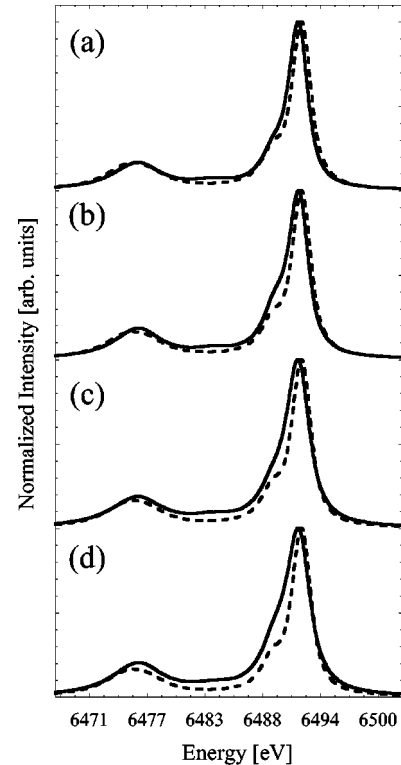 (a)
(b)
(c)
(d)
Normalized Intensity [arb. units]
6471 6477 6483 6488 6494 6500
Energy [eV]